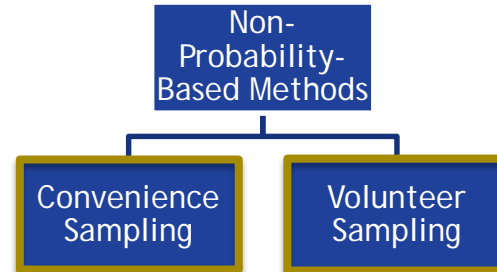 Non-
Probability-
Based Methods
Convenience
Sampling
Volunteer
Sampling